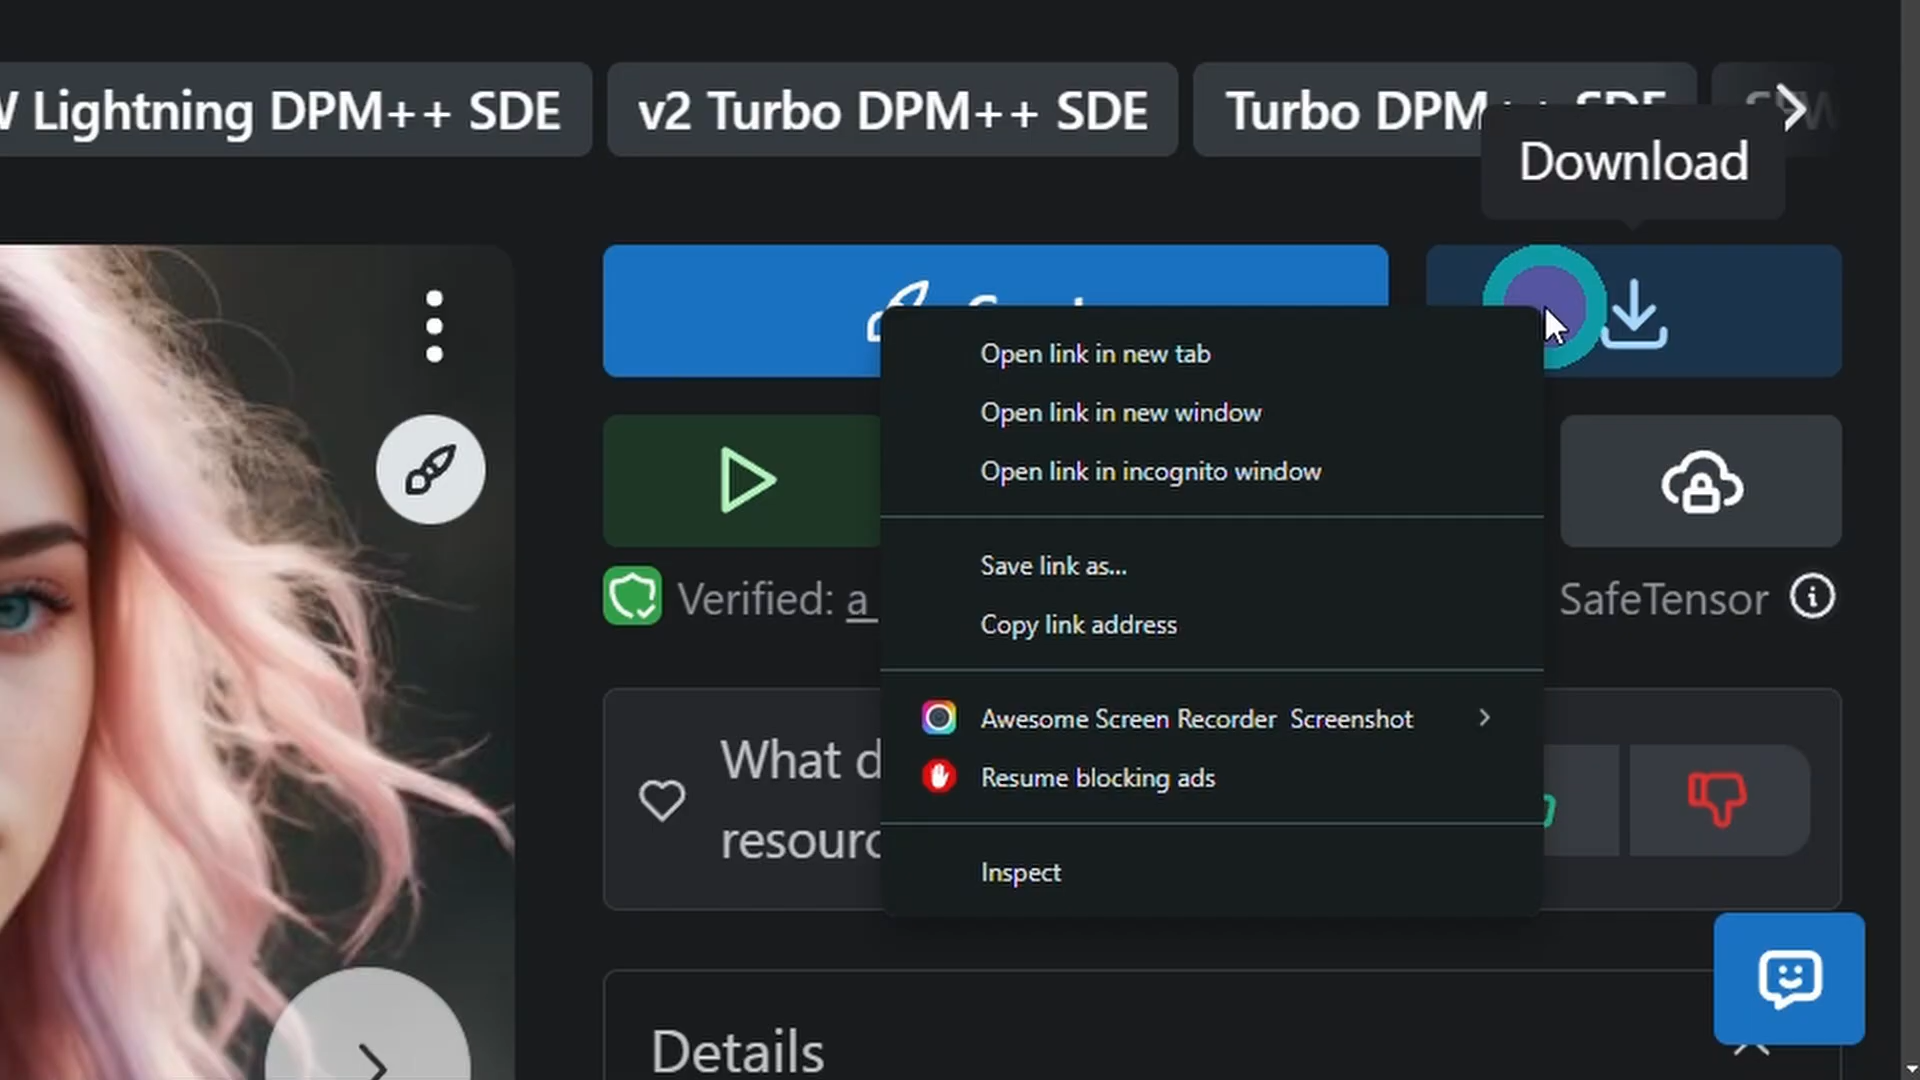 Lightning DPM++ SDE
v2 Turbo DPM++ SDE
Turbo DPM++ SDE
Download
Open link in new tab
Open link in new window
Open link in incognito window
Save link as...
Copy link address
Awesome Screen Recorder Screenshot
Resume blocking ads
Inspect
Verified: a
SafeTensor
What d
resourc
Details